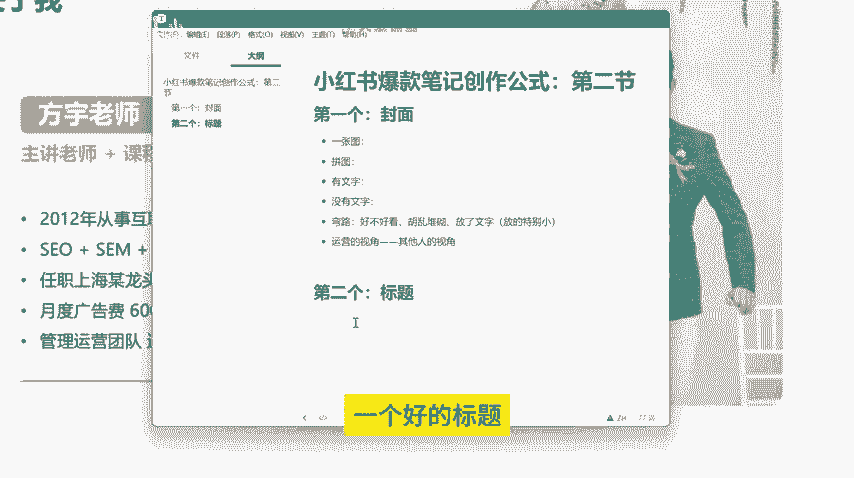 方宇老师
主讲老师 + 课程
2012年从事互联
SEO + SEM +
任职上海某龙头
月度广告费 600
管理运营团队
编辑(E) 段落(P) 格式(O) 视图(V) 主题(T) 帮助(H)
文件 大纲
小红书爆款笔记创作公式：第二节
第一个：封面
第二个：标题
小红书爆款笔记创作公式：第二节
第一个：封面
一张图：
拼图：
有文字：
没有文字：
弯路：好不好看、胡乱堆砌、放了文字（放的特别小）
运营的视角——其他人的视角
第二个：标题
一个好的标题